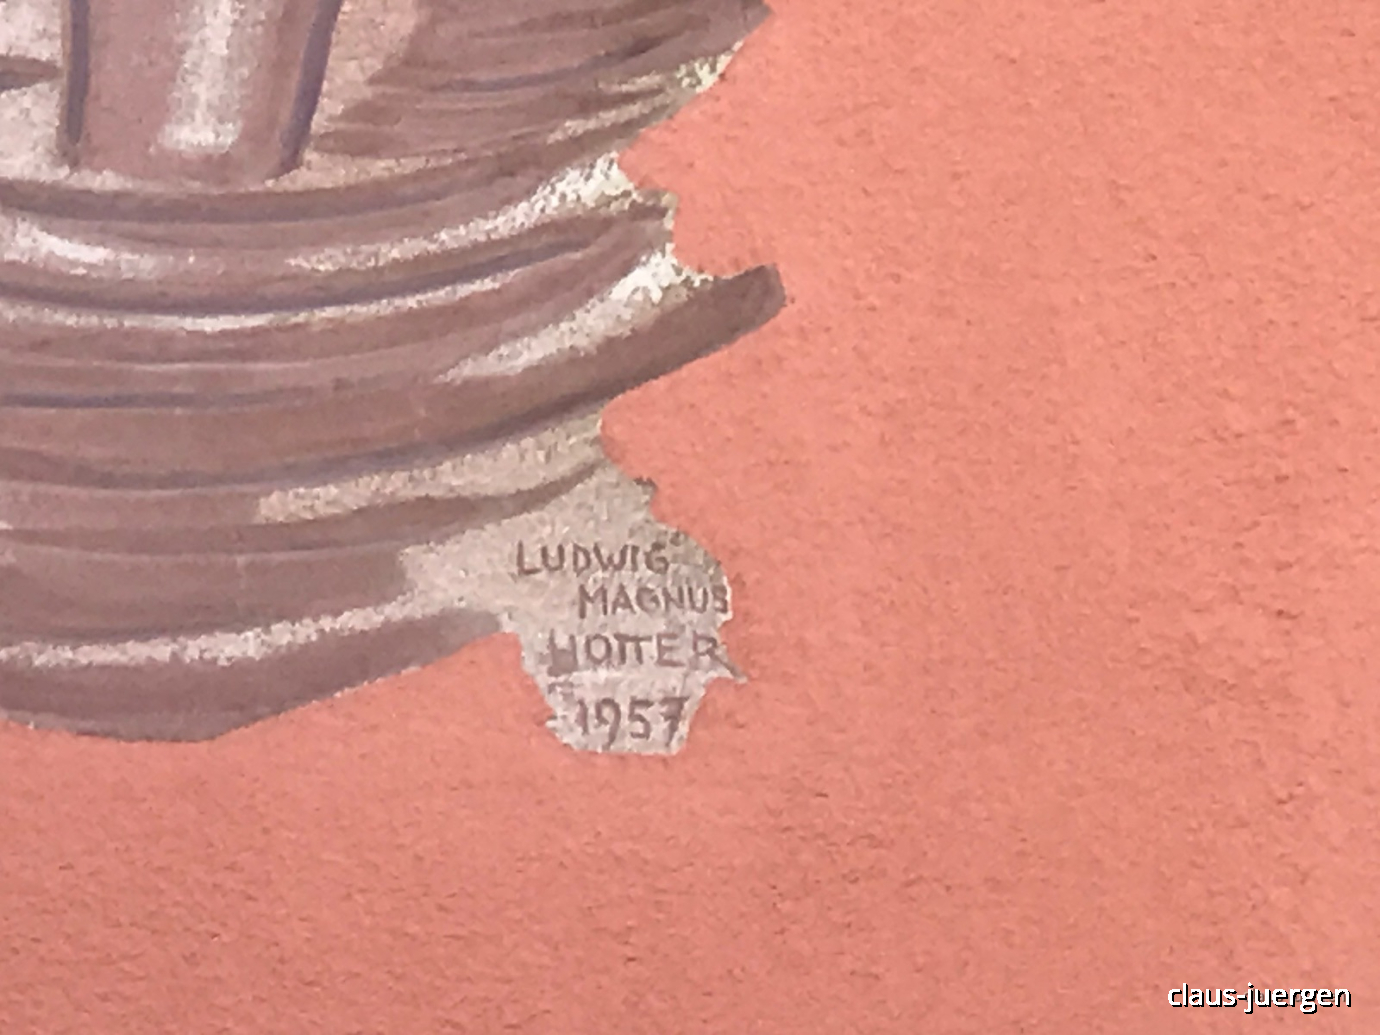 LUDWIG
MAGNUS
HOTTER
1957
claus-juergen